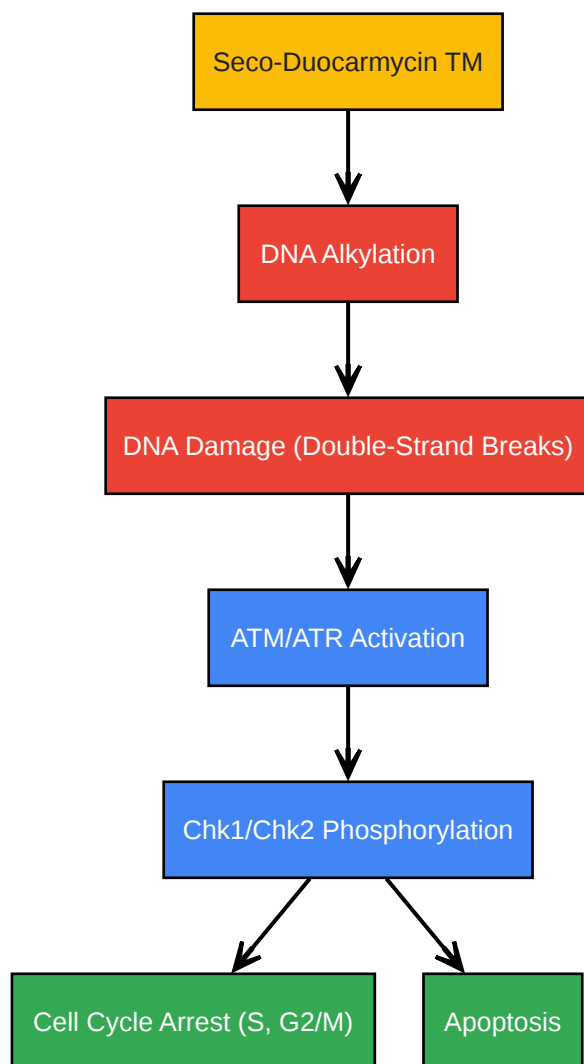 Seco-Duocarmycin TM
DNA Alkylation
DNA Damage (Double-Strand Breaks)
ATM/ATR Activation
Chk1/Chk2 Phosphorylation
Cell Cycle Arrest (S, G2/M)
Apoptosis